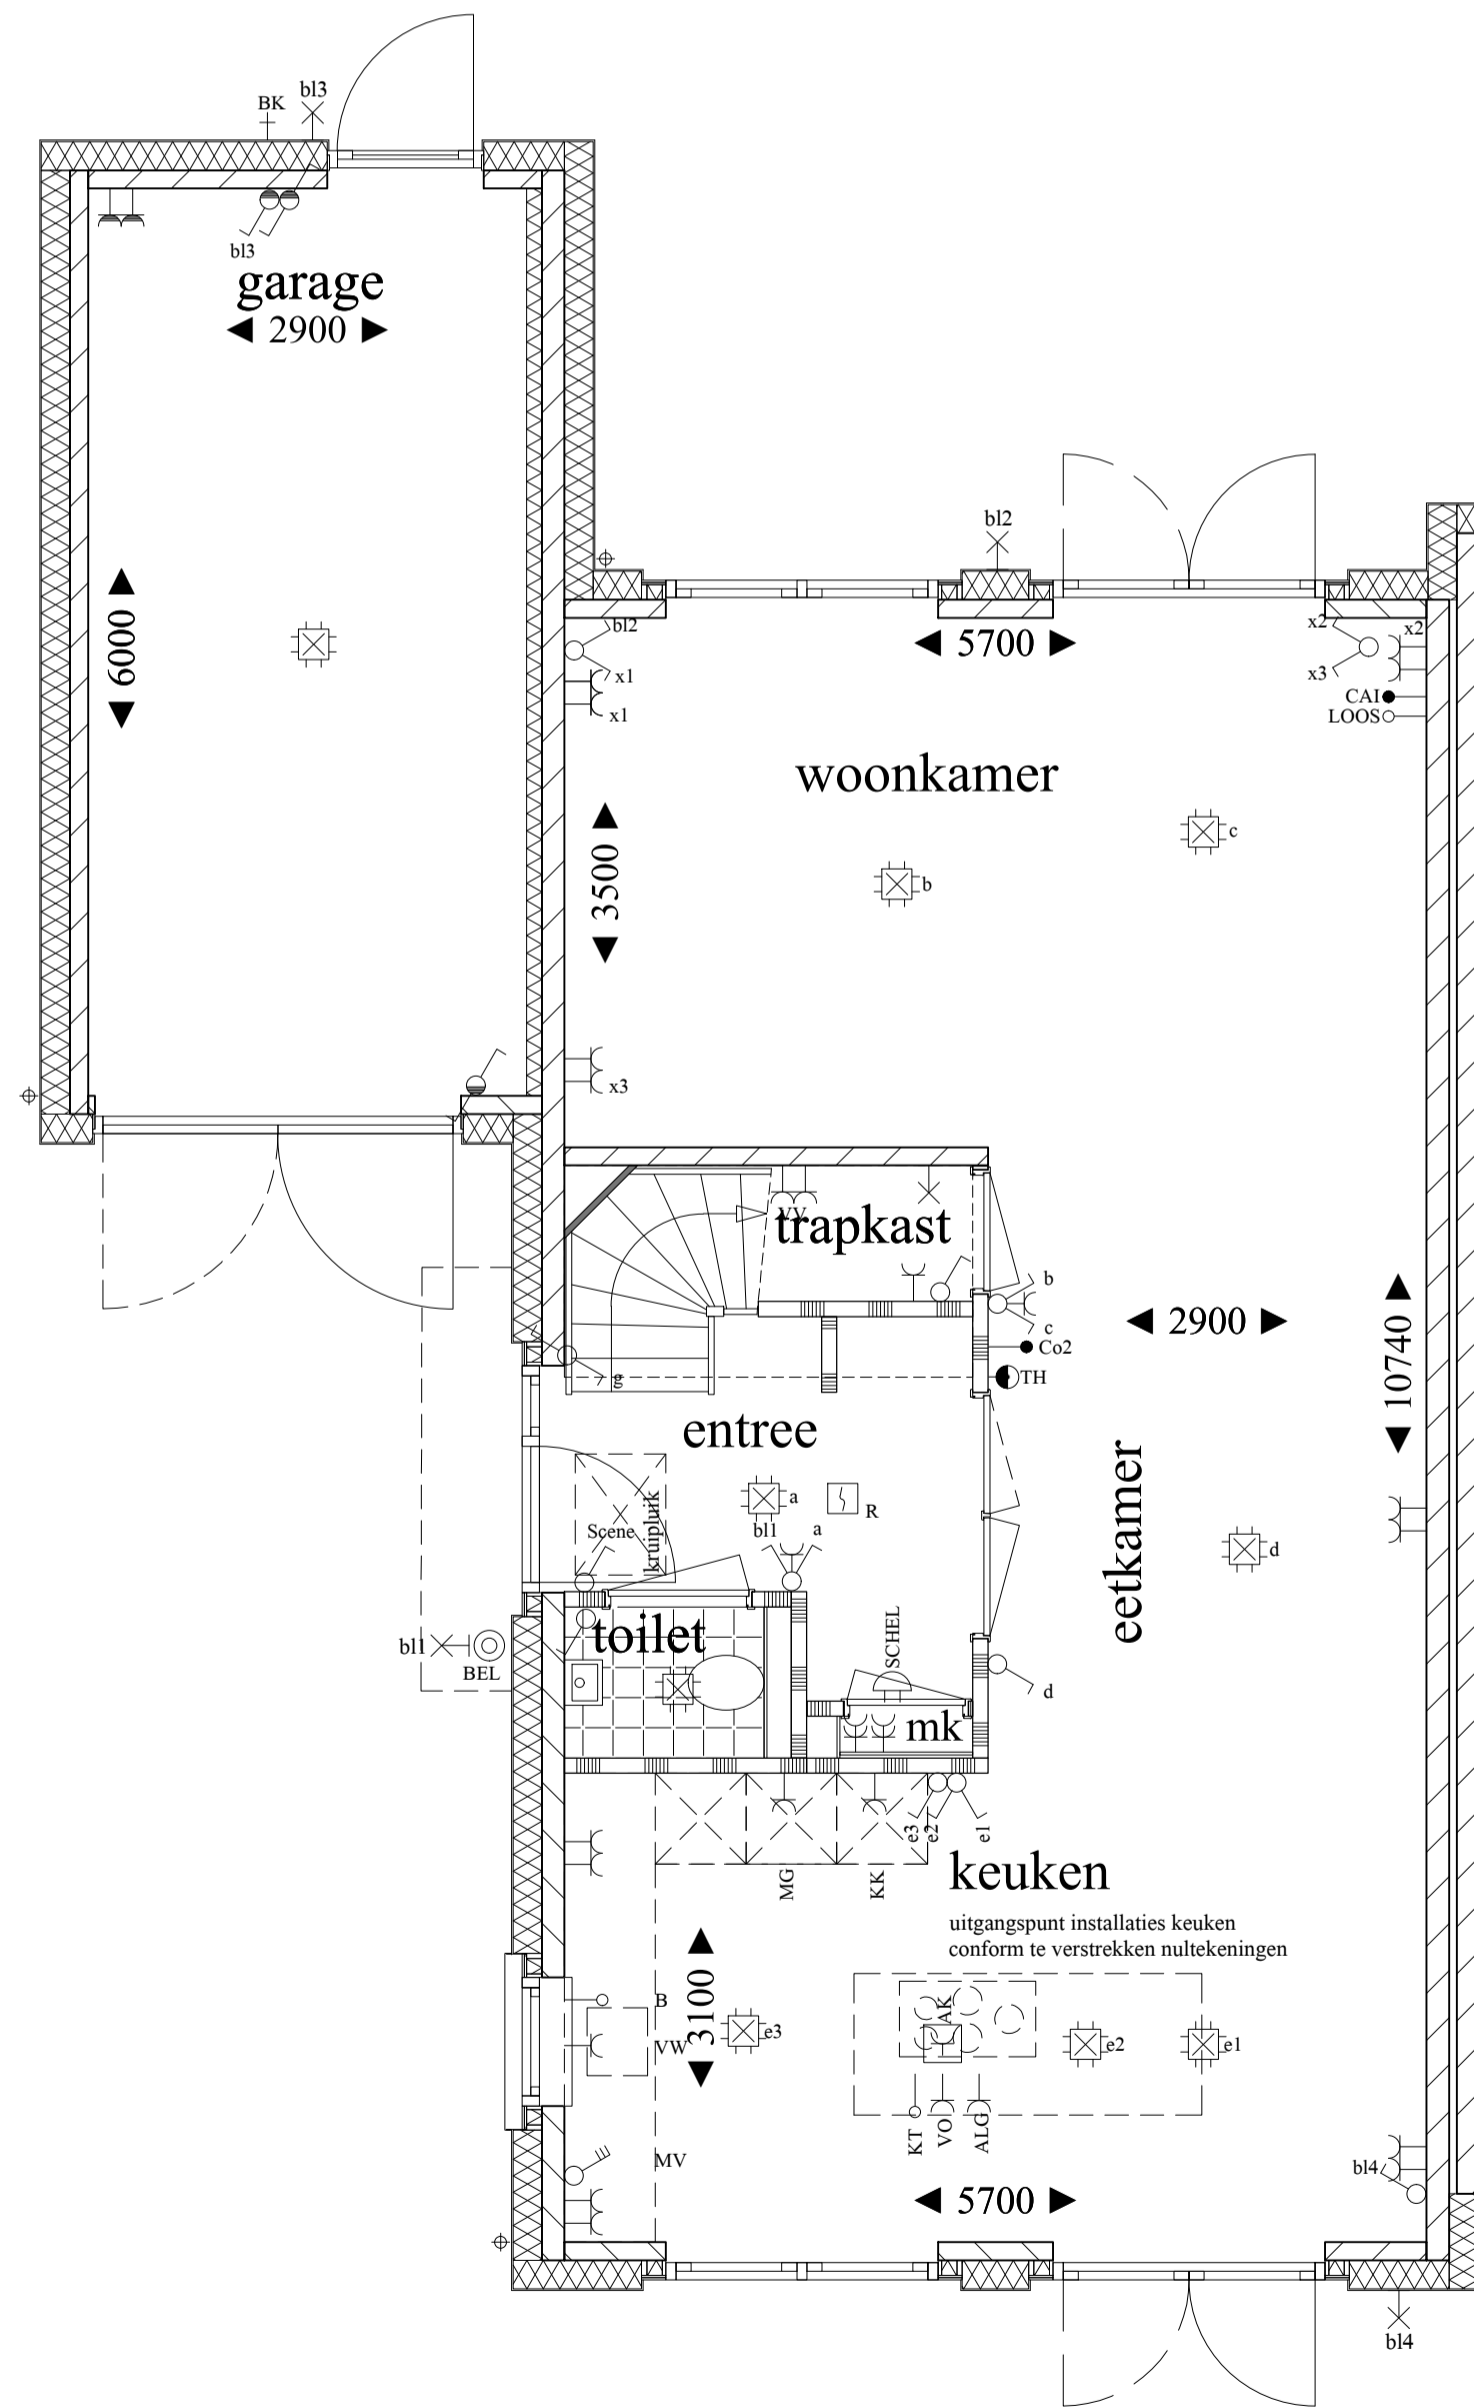 bl3
BK
bl3
garage
2900
bl2
6000
bl2
x1
x1
5700
x2
x2
x3
CAI
LOOS
woonkamer
c
b
3500
x3
VV
trapkast
b
c
Co2
TH
g
2900
10740
entree
a
R
kruipluik
Scene
bl1
a
eetkamer
d
toilet
SCHEL
bl1
BEL
d
mk
e3
e2
e1
MG
KK
keuken
uitgangspunt installaties keuken
conform te verstrekken nultekeningen
B
VW
3100
e3
AK
e2
e1
KT
VO
ALG
MV
bl4
5700
bl4